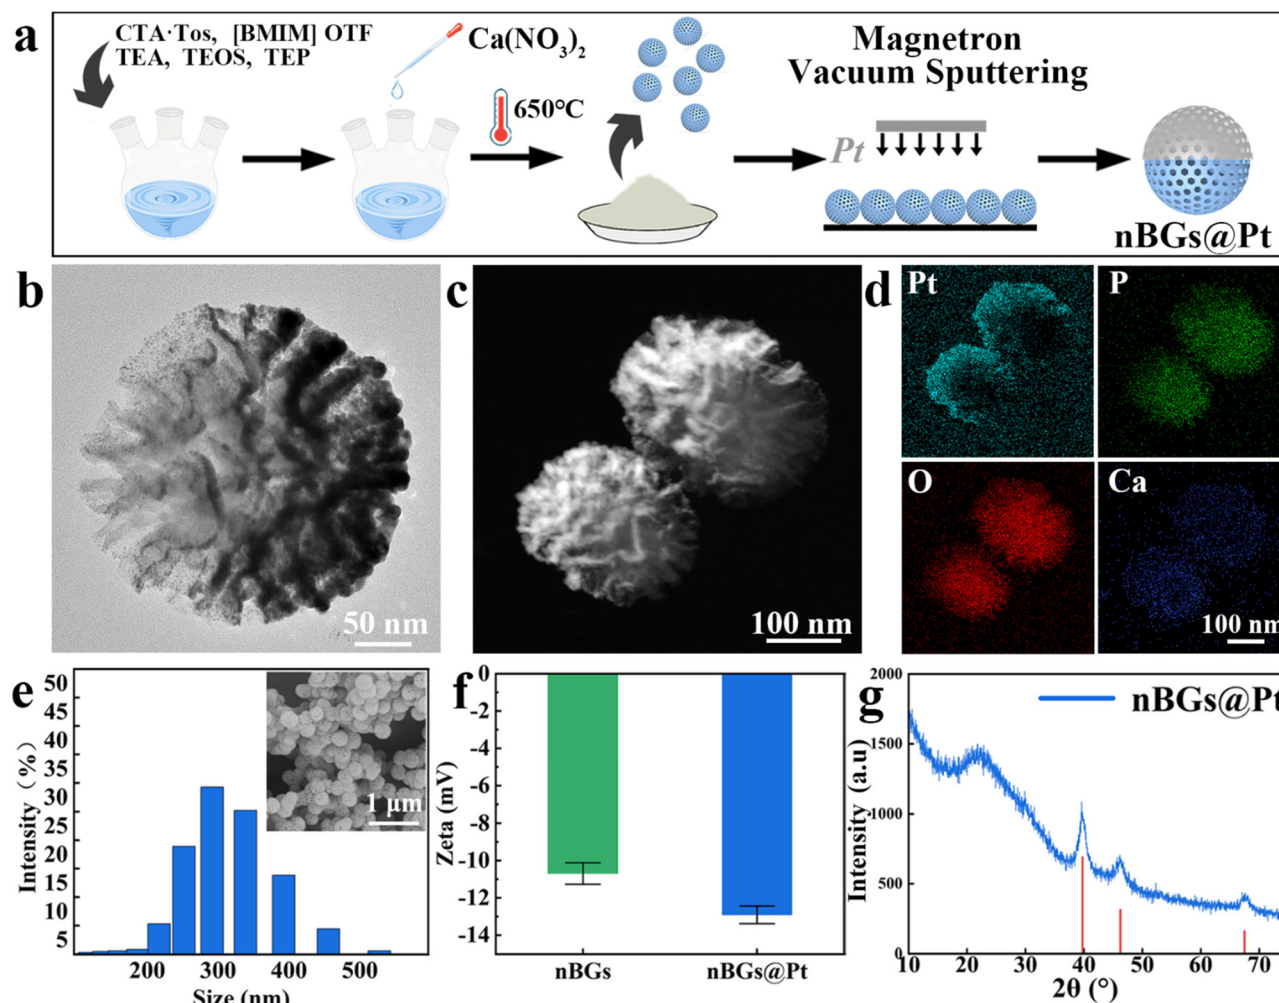 a
CTA·Tos, [BMIM] OTF
TEA, TEOS, TEP
Ca(NO3)2
650°C
Magnetron
Vacuum Sputtering
Pt
nBGs@Pt
b
50 nm
c
100 nm
d
Pt
P
O
Ca
100 nm
e
50
45
40
35
30
25
20
15
10
5
Intensity (%)
1 µm
200
300
400
500
Size (nm)
f
0
-2
-4
-6
-8
-10
-12
-14
Zeta (mV)
nBGs
nBGs@Pt
g
nBGs@Pt
2000
1500
1000
500
0
Intensity (a.u)
10
20
30
40
50
60
70
2θ (°)